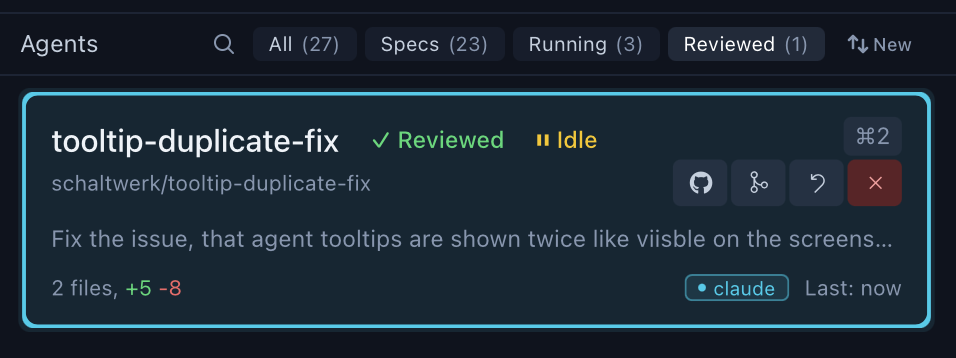 Agents All (27) Specs (23) Running (3) Reviewed (1) New
tooltip-duplicate-fix ✓ Reviewed Idle ⌘2
schaltwerk/tooltip-duplicate-fix
Fix the issue, that agent tooltips are shown twice like viisble on the screens...
2 files, +5 -8 claude Last: now